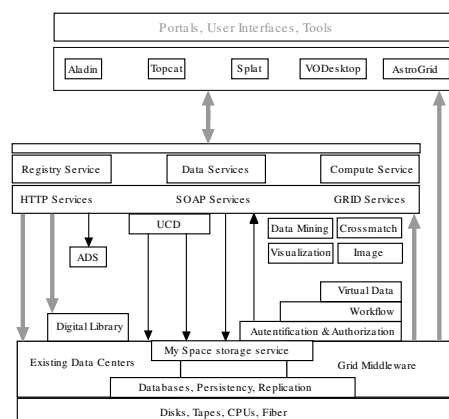 Portals, User Interfaces, Tools
Aladin
Topcat
Splat
VODesktop
AstroGrid
Registry Service
Data Services
Compute Service
HTTP Services
SOAP Services
GRID Services
UCD
Data Mining
Crossmatch
ADS
Visualization
Image
Virtual Data
Workflow
Digital Library
Autentification & Authorization
My Space storage service
Existing Data Centers
Grid Middleware
Databases, Persistency, Replication
Disks, Tapes, CPUs, Fiber